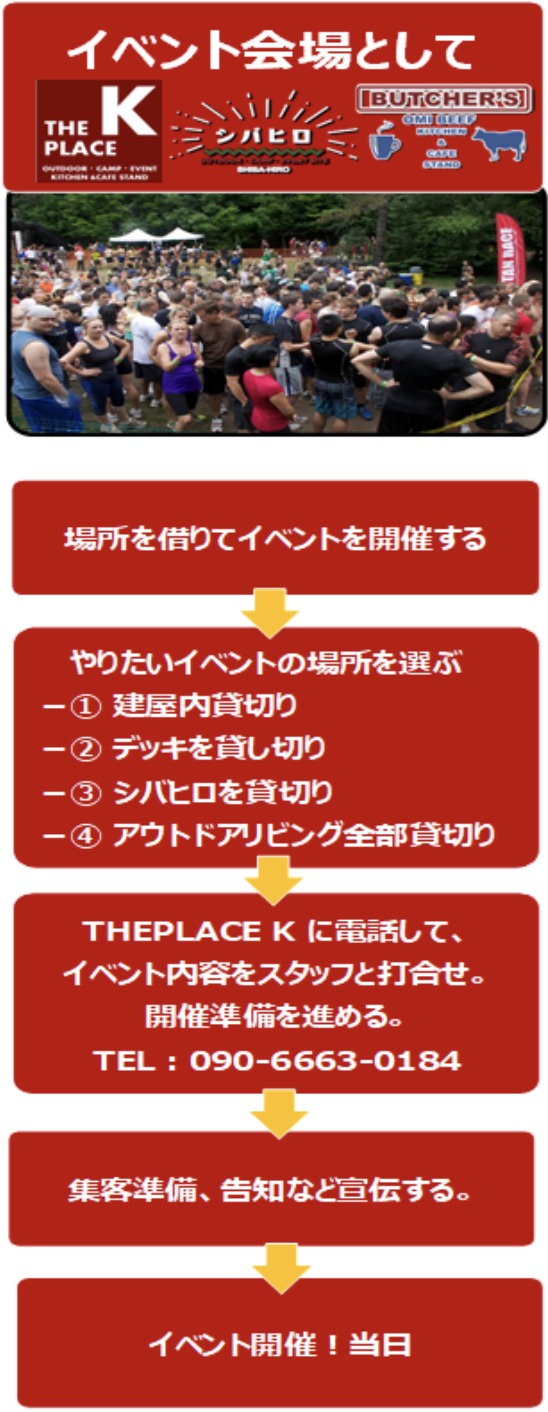 イベント会場として
THE K
PLACE
OUTDOOR・CAMP・EVENT
KITCHEN &CAFE STAND
シバヒロ
OUTDOOR・CAMP・EVENT SITE
SHIBA-HIRO
BUTCHER'S
OMI BEEF
KITCHEN
&
CAFE
STAND
TAN RACE
場所を借りてイベントを開催する
やりたいイベントの場所を選ぶ
－① 建屋内貸切り
－② デッキを貸し切り
－③ シバヒロを貸切り
－④ アウトドアリビング全部貸切り
THEPLACE K に電話して、
イベント内容をスタッフと打合せ。
開催準備を進める。
TEL：090-6663-0184
集客準備、告知など宣伝する。
イベント開催！当日